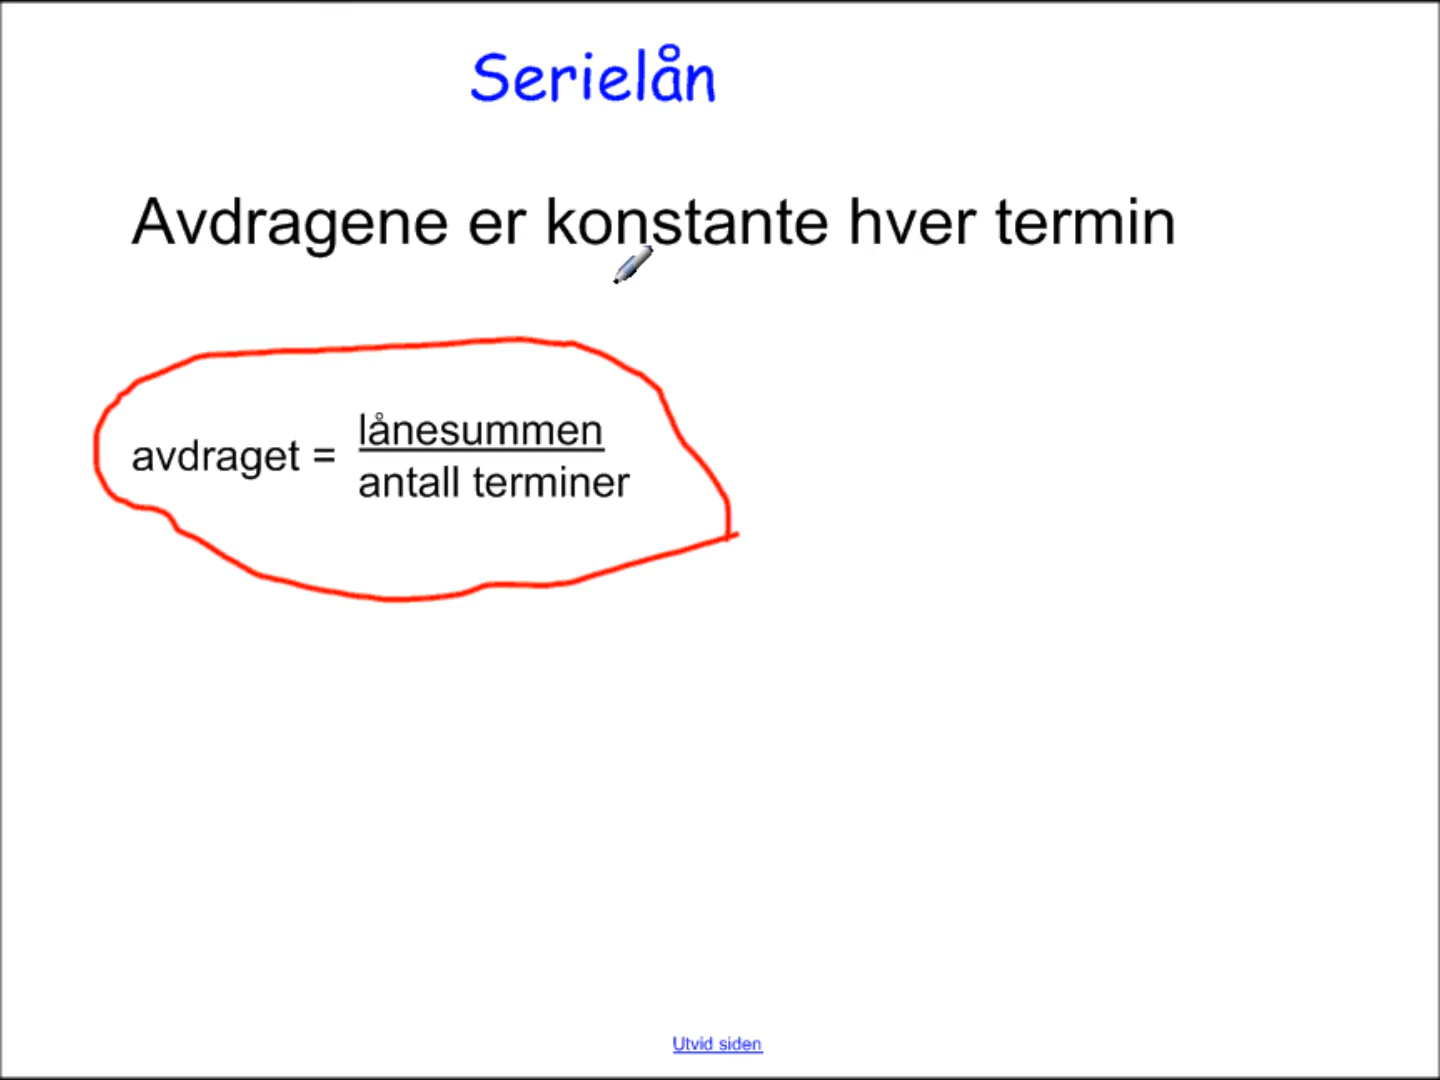 Serielån
Avdragene er konstante hver termin
avdraget = lånesummen
antall terminer
Utvid siden